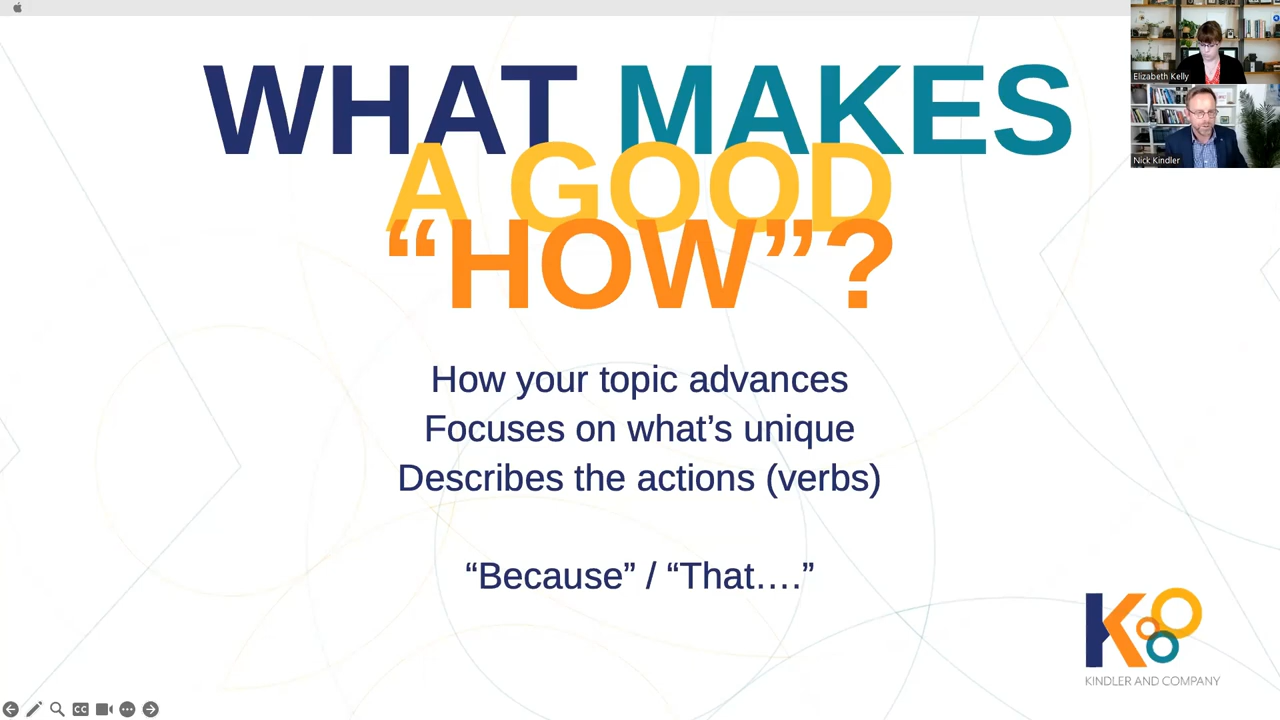 WHAT MAKES
A GOOD
“HOW”?
Elizabeth Kelly
Nick Kindler
How your topic advances
Focuses on what’s unique
Describes the actions (verbs)
“Because” / “That….”
K
KINDLER AND COMPANY
CC